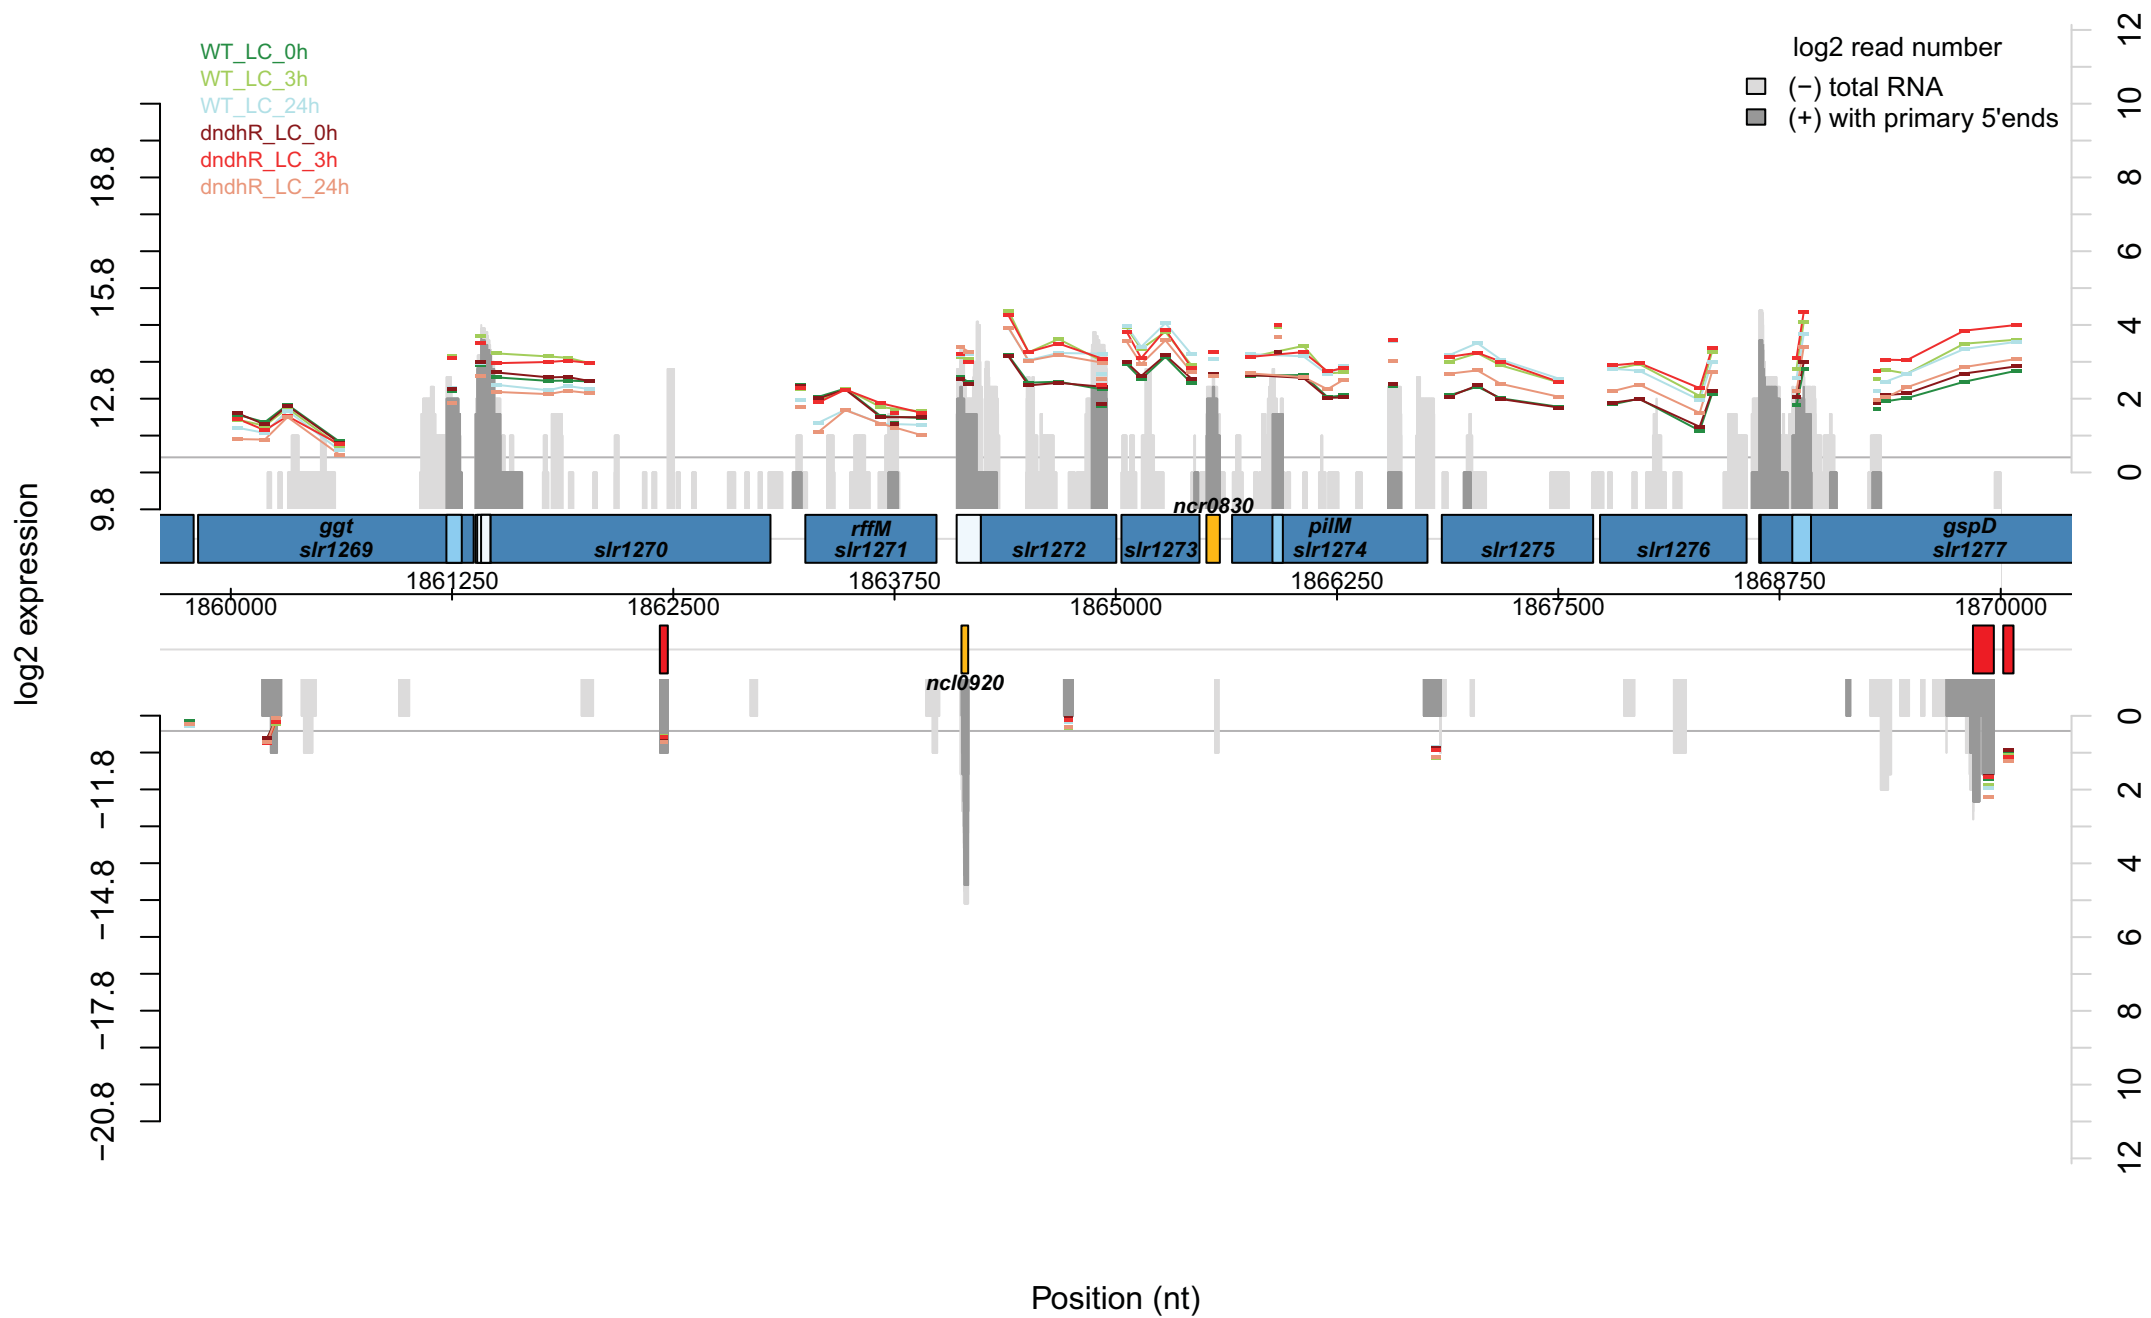 WT_LC_0h
WT_LC_3h
WT_LC_24h
dndhR_LC_0h
dndhR_LC_3h
dndhR_LC_24h
log2 read number
(−) total RNA
(+) with primary 5'ends
log2 expression
18.8
15.8
12.8
9.8
12
10
8
6
4
2
0
ncr0830
ggt
slr1269
slr1270
rffM
slr1271
slr1272
slr1273
pilM
slr1274
slr1275
slr1276
gspD
slr1277
1861250
1863750
1866250
1868750
1860000
1862500
1865000
1867500
1870000
ncl0920
−11.8
−14.8
−17.8
−20.8
0
2
4
6
8
10
12
Position (nt)